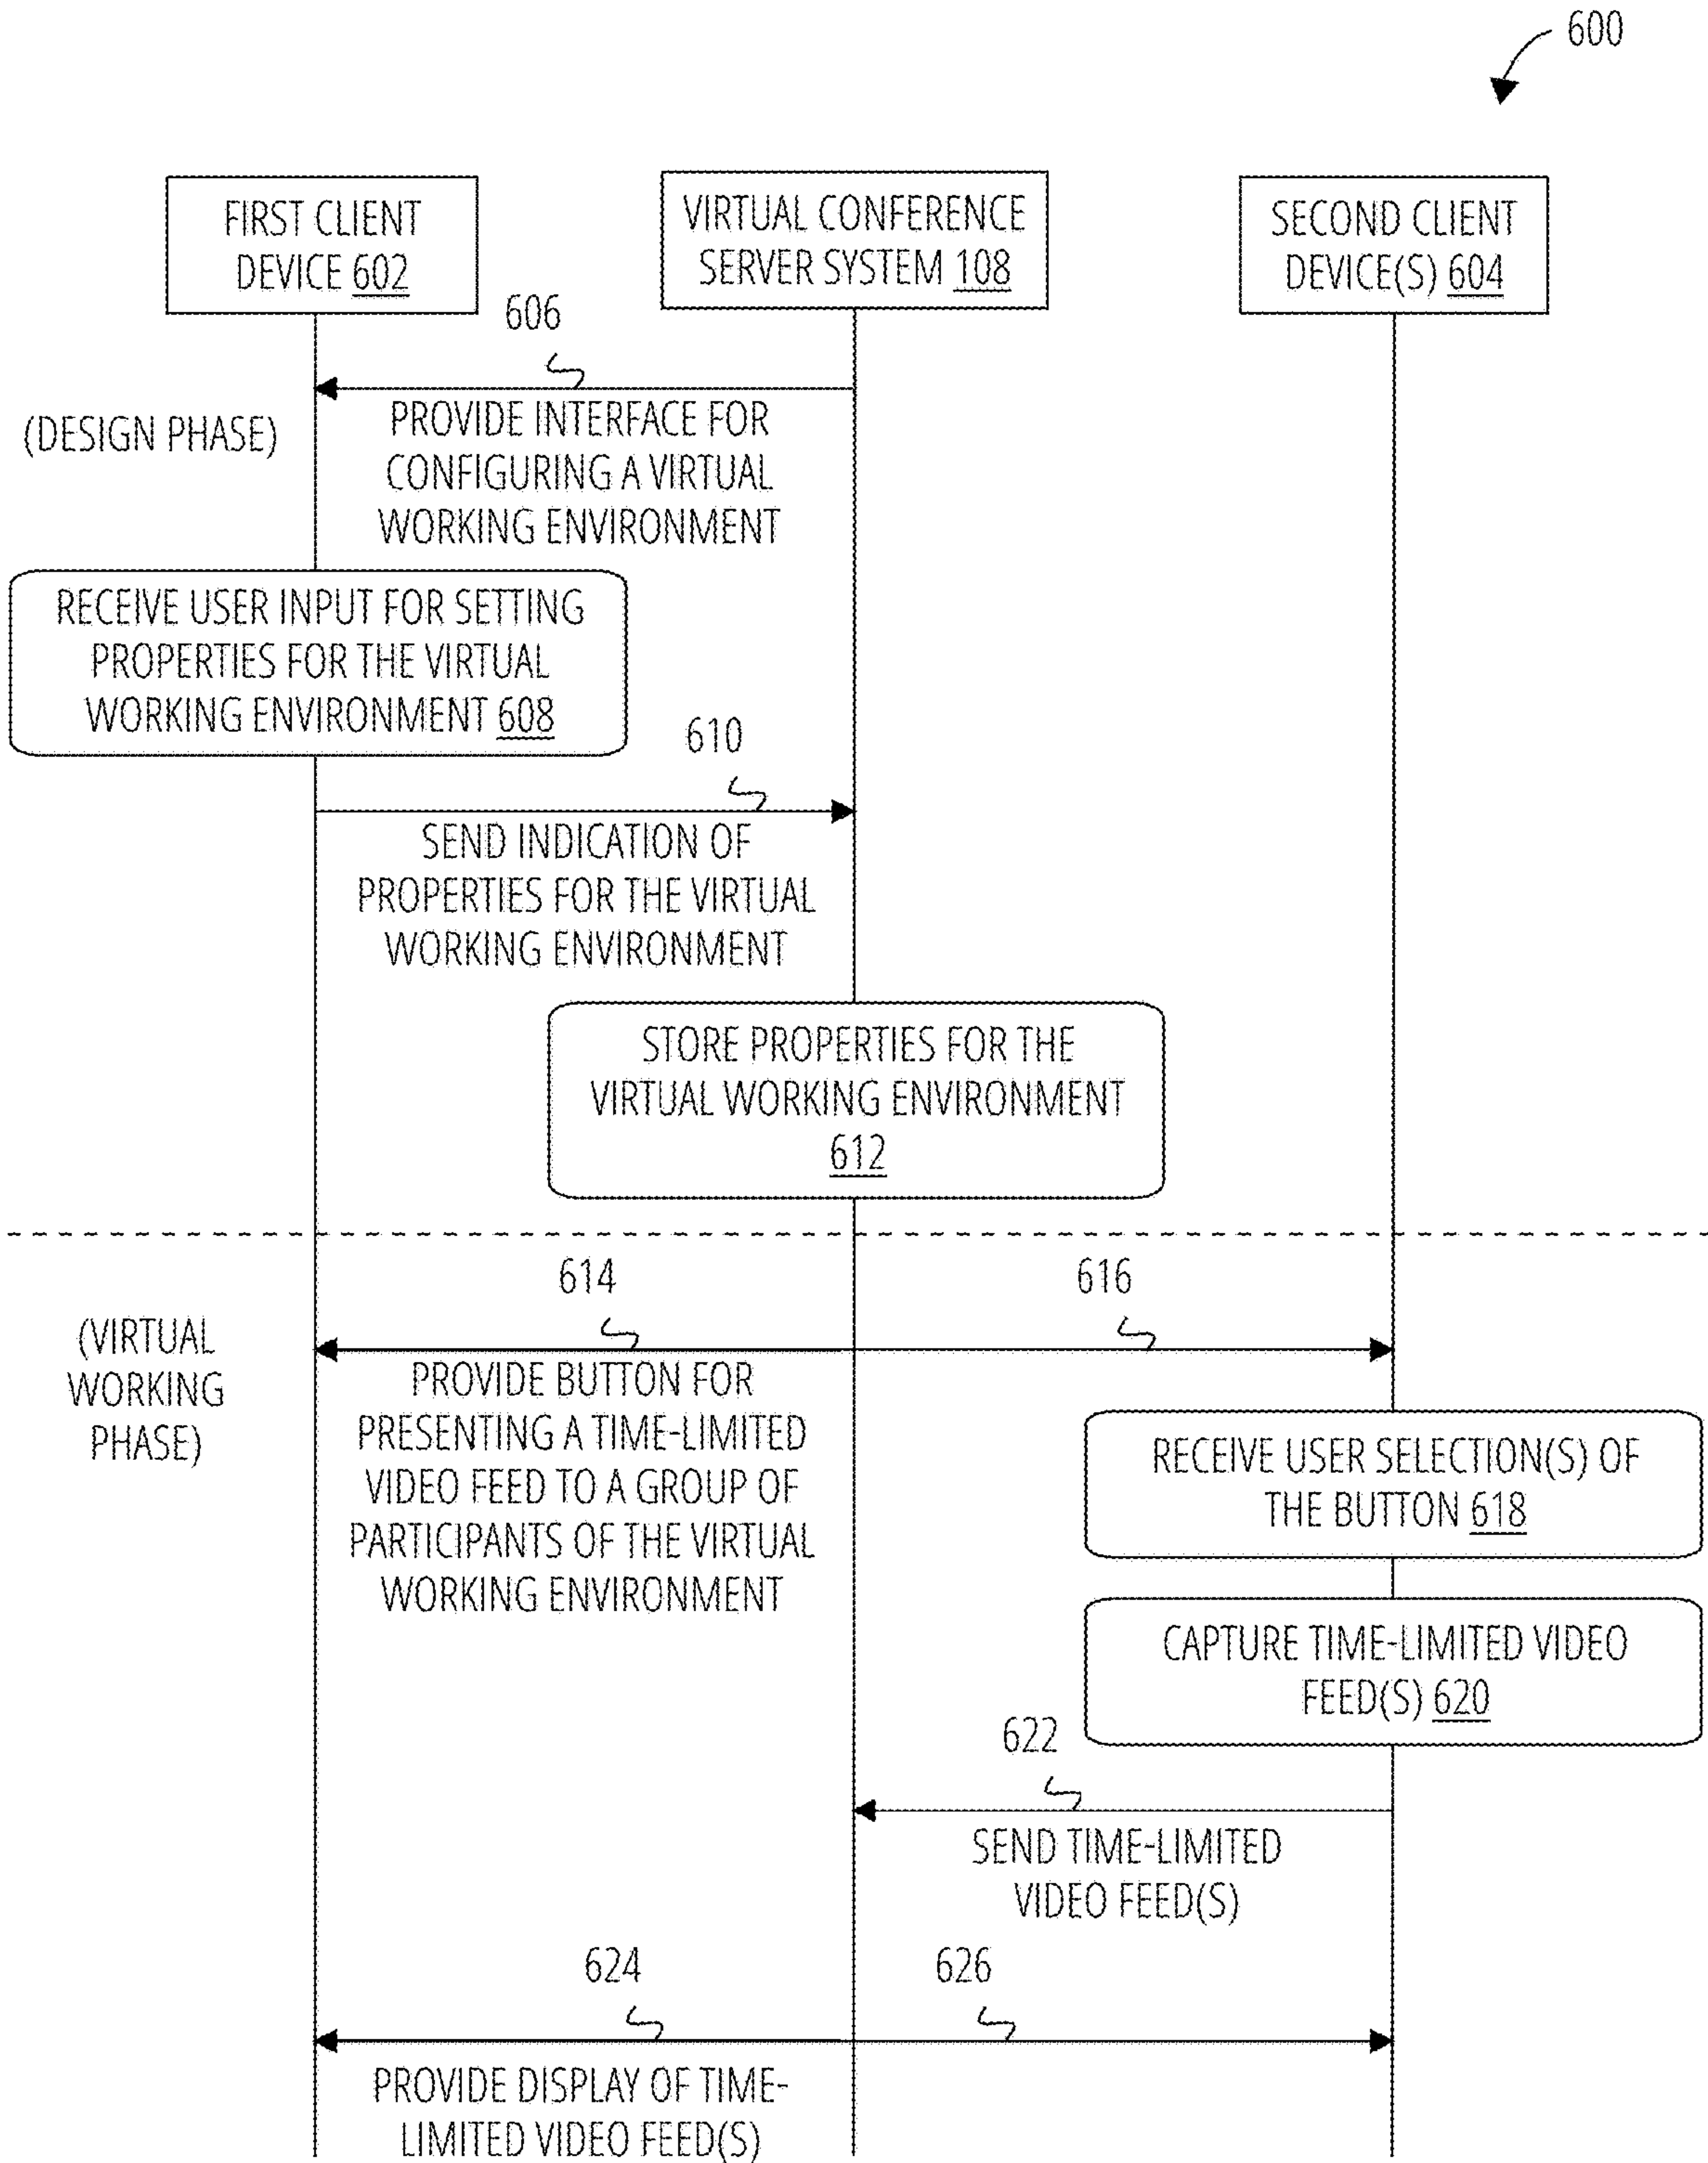 600
FIRST CLIENT
DEVICE 602
VIRTUAL CONFERENCE
SERVER SYSTEM 108
SECOND CLIENT
DEVICE(S) 604
606
(DESIGN PHASE)
PROVIDE INTERFACE FOR
CONFIGURING A VIRTUAL
WORKING ENVIRONMENT
RECEIVE USER INPUT FOR SETTING
PROPERTIES FOR THE VIRTUAL
WORKING ENVIRONMENT 608
610
SEND INDICATION OF
PROPERTIES FOR THE VIRTUAL
WORKING ENVIRONMENT
STORE PROPERTIES FOR THE
VIRTUAL WORKING ENVIRONMENT
612
614
616
(VIRTUAL
WORKING
PHASE)
PROVIDE BUTTON FOR
PRESENTING A TIME-LIMITED
VIDEO FEED TO A GROUP OF
PARTICIPANTS OF THE VIRTUAL
WORKING ENVIRONMENT
RECEIVE USER SELECTION(S) OF
THE BUTTON 618
CAPTURE TIME-LIMITED VIDEO
FEED(S) 620
622
SEND TIME-LIMITED
VIDEO FEED(S)
624
626
PROVIDE DISPLAY OF TIME-
LIMITED VIDEO FEED(S)